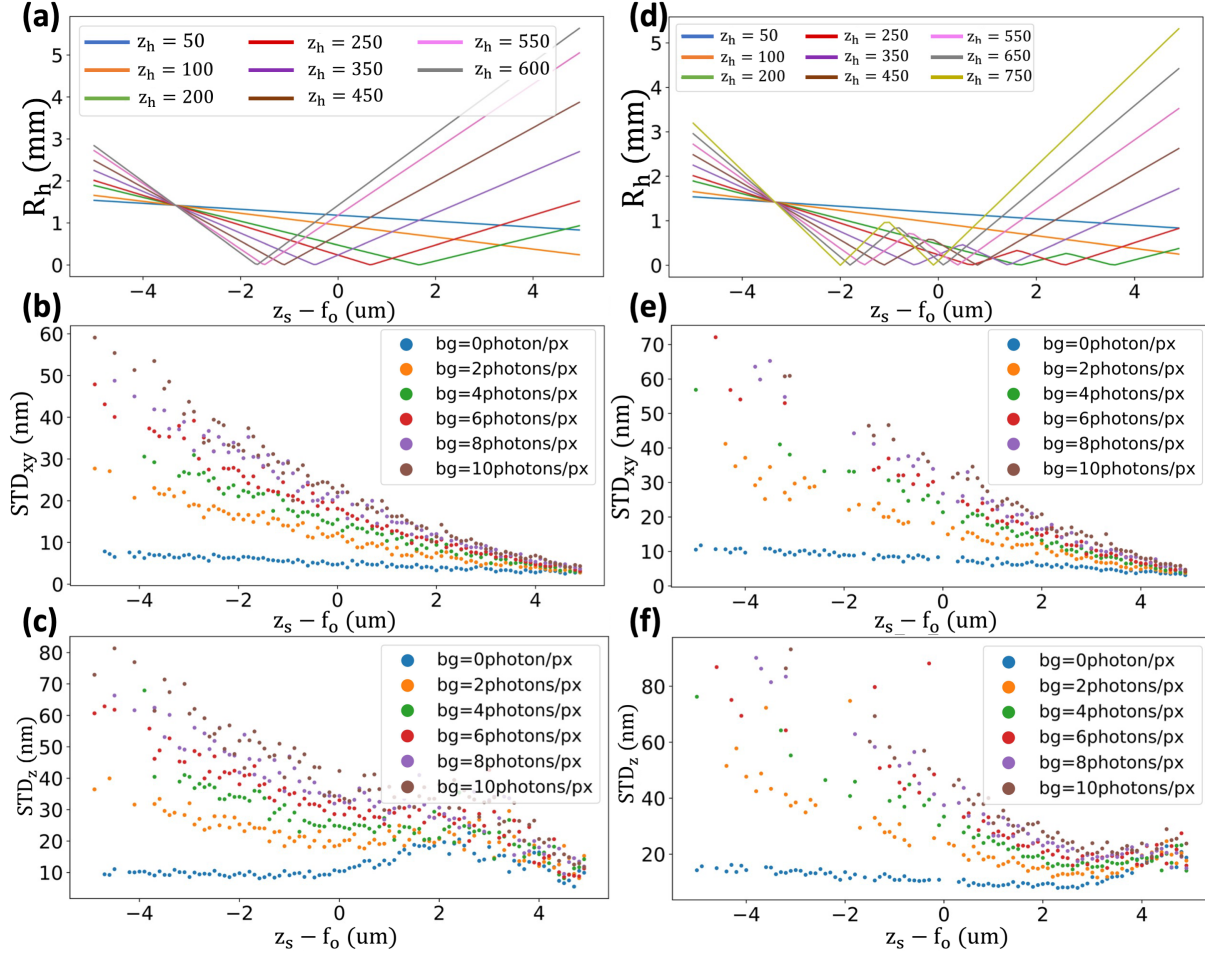 (a)
z_h = 50
z_h = 250
z_h = 550
z_h = 100
z_h = 350
z_h = 600
z_h = 200
z_h = 450
R_h (mm)
5
4
3
2
1
0
−4
−2
0
2
4
z_s − f_o (um)
(d)
z_h = 50
z_h = 250
z_h = 550
z_h = 100
z_h = 350
z_h = 650
z_h = 200
z_h = 450
z_h = 750
R_h (mm)
5
4
3
2
1
0
−4
−2
0
2
4
z_s − f_o (um)
(b)
bg=0photon/px
bg=2photons/px
bg=4photons/px
bg=6photons/px
bg=8photons/px
bg=10photons/px
STD_xy (nm)
60
50
40
30
20
10
0
−4
−2
0
2
4
z_s − f_o (um)
(e)
bg=0photon/px
bg=2photons/px
bg=4photons/px
bg=6photons/px
bg=8photons/px
bg=10photons/px
STD_xy (nm)
70
60
50
40
30
20
10
0
−4
−2
0
2
4
z_s − f_o (um)
(c)
bg=0photon/px
bg=2photons/px
bg=4photons/px
bg=6photons/px
bg=8photons/px
bg=10photons/px
STD_z (nm)
80
70
60
50
40
30
20
10
−4
−2
0
2
4
z_s − f_o (um)
(f)
bg=0photon/px
bg=2photons/px
bg=4photons/px
bg=6photons/px
bg=8photons/px
bg=10photons/px
STD_z (nm)
80
60
40
20
−4
−2
0
2
4
z_s − f_o (um)